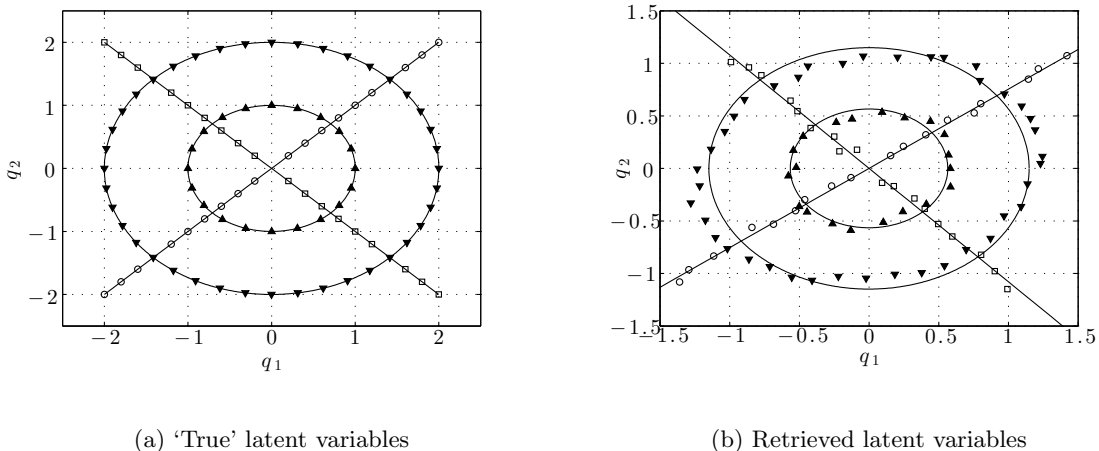 2
1
0
−1
−2
q2
−2 −1 0 1 2
q1
(a) ‘True’ latent variables
1.5
1
0.5
0
−0.5
−1
−1.5
q2
−1.5 −1 −0.5 0 0.5 1 1.5
q1
(b) Retrieved latent variables